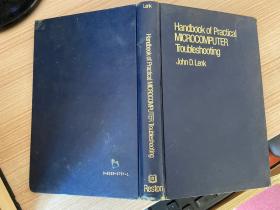 Lenk
Handbook of Practical MICROCOMPUTER Troubleshooting
Reston
Handbook of Practical
MICROCOMPUTER
Troubleshooting
John D. Lenk